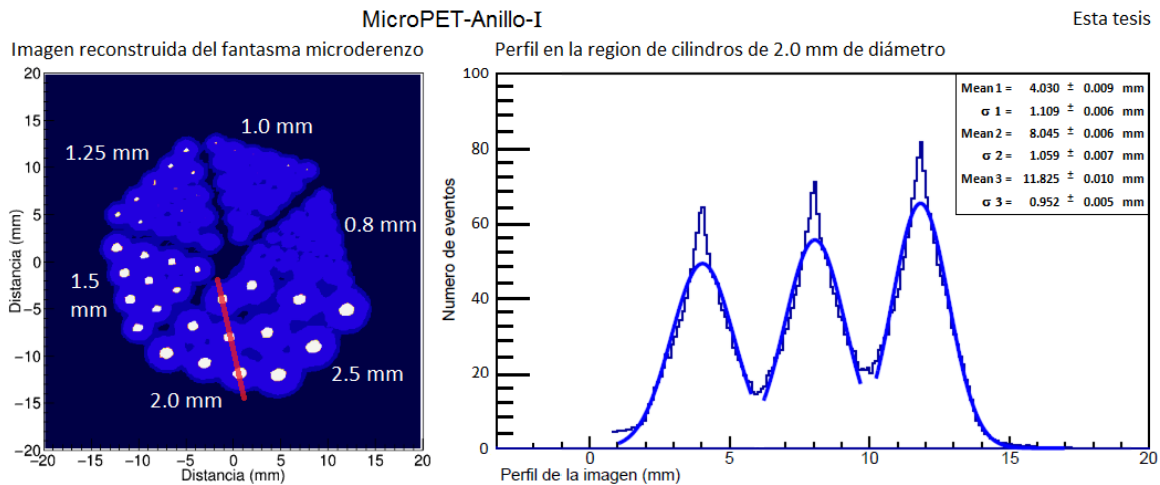 MicroPET-Anillo-I
Esta tesis
Imagen reconstruida del fantasma microderenzo
Perfil en la region de cilindros de 2.0 mm de diámetro
20
15
10
5
0
−5
−10
−15
−20
Distancia (mm)
1.0 mm
1.25 mm
0.8 mm
1.5
mm
2.5 mm
2.0 mm
−20 −15 −10 −5 0 5 10 15 20
Distancia (mm)
100
80
60
40
20
0
Numero de eventos
Mean 1 = 4.030 ± 0.009 mm
σ 1 = 1.109 ± 0.006 mm
Mean 2 = 8.045 ± 0.006 mm
σ 2 = 1.059 ± 0.007 mm
Mean 3 = 11.825 ± 0.010 mm
σ 3 = 0.952 ± 0.005 mm
0 5 10 15 20
Perfil de la imagen (mm)